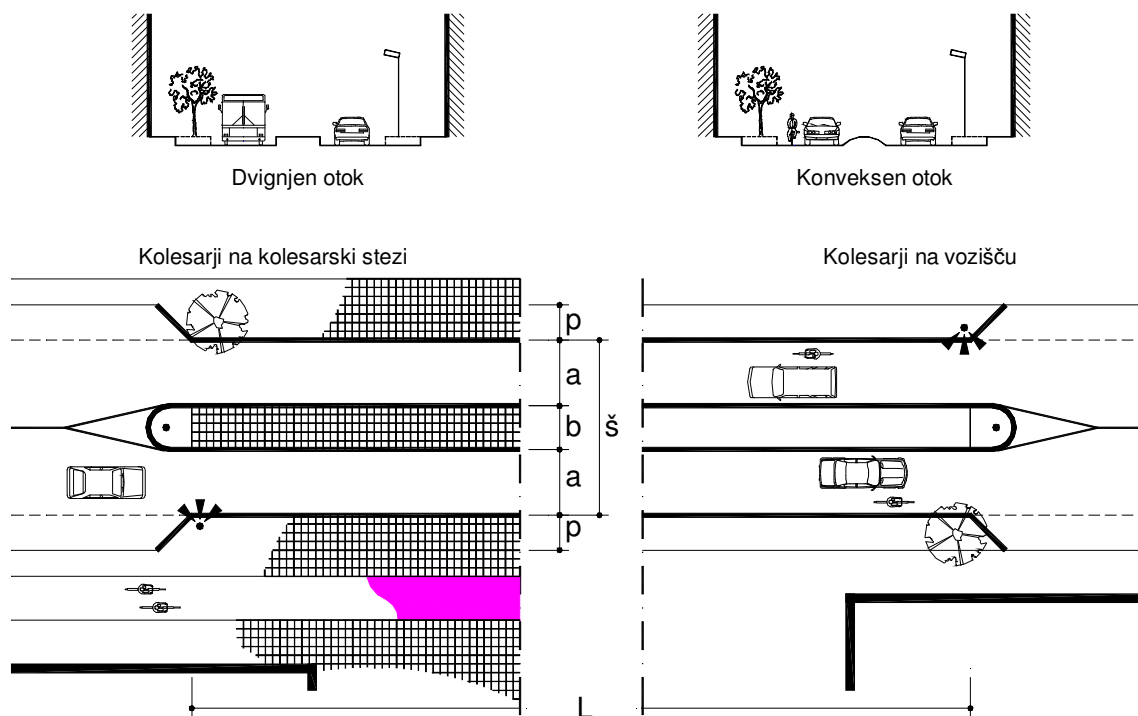 Dvignjen otok
Konveksen otok
Kolesarji na kolesarski stezi
Kolesarji na vozišču
p
a
b
š
a
p
L